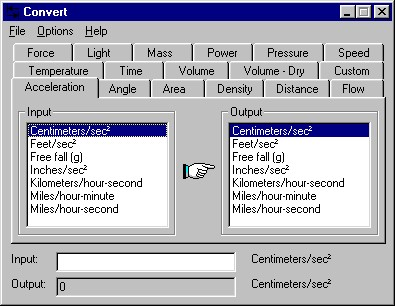 Convert
File Options Help
Force Light Mass Power Pressure Speed
Temperature Time Volume Volume - Dry Custom
Acceleration Angle Area Density Distance Flow
Input Output
Centimeters/sec² Centimeters/sec²
Feet/sec² Feet/sec²
Free fall (g) Free fall (g)
Inches/sec² Inches/sec²
Kilometers/hour-second Kilometers/hour-second
Miles/hour-minute Miles/hour-minute
Miles/hour-second Miles/hour-second
Input: Centimeters/sec²
Output: 0 Centimeters/sec²